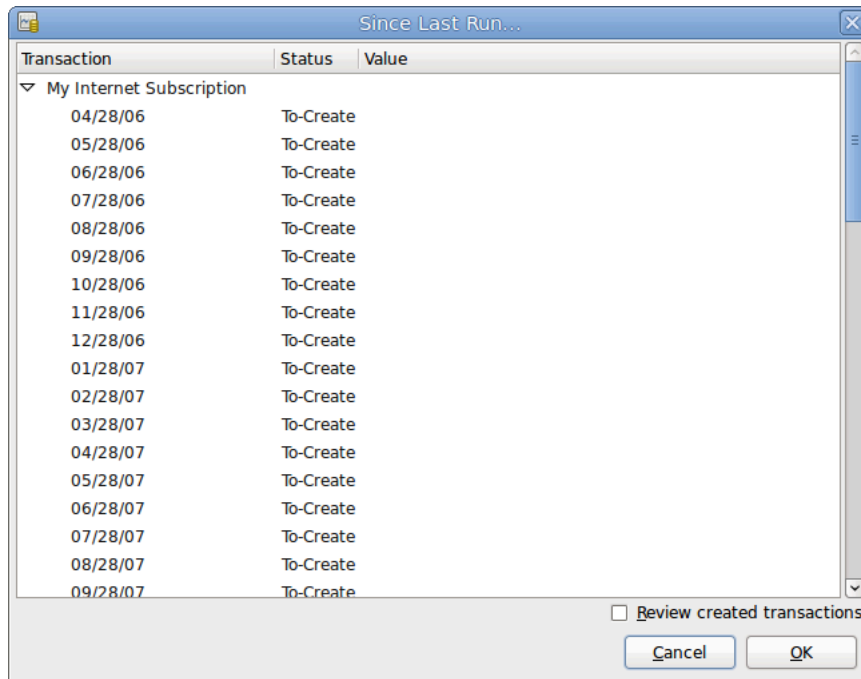 Since Last Run...
Transaction Status Value
My Internet Subscription
04/28/06 To-Create
05/28/06 To-Create
06/28/06 To-Create
07/28/06 To-Create
08/28/06 To-Create
09/28/06 To-Create
10/28/06 To-Create
11/28/06 To-Create
12/28/06 To-Create
01/28/07 To-Create
02/28/07 To-Create
03/28/07 To-Create
04/28/07 To-Create
05/28/07 To-Create
06/28/07 To-Create
07/28/07 To-Create
08/28/07 To-Create
09/28/07 To-Create
Review created transactions
Cancel OK